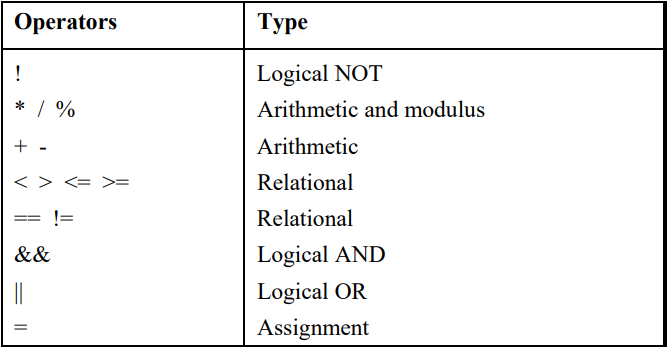 Operators Type
! Logical NOT
* / % Arithmetic and modulus
+ - Arithmetic
< > <= >= Relational
== != Relational
&& Logical AND
|| Logical OR
= Assignment